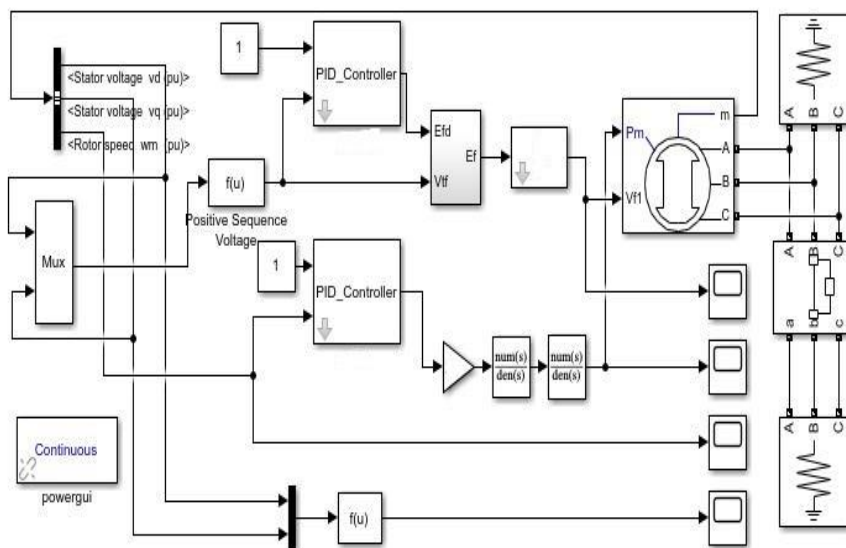 1
PID_Controller
<Stator voltage vd (pu)>
<Stator voltage vq (pu)>
<Rotor speed wm (pu)>
Efd
Ef
Vtf
f(u)
Positive Sequence
Voltage
Mux
1
PID_Controller
num(s)
den(s)
num(s)
den(s)
Pm
m
A
B
C
Vf1
A
B
C
A
B
C
a
b
c
A
B
C
Continuous
powergui
f(u)